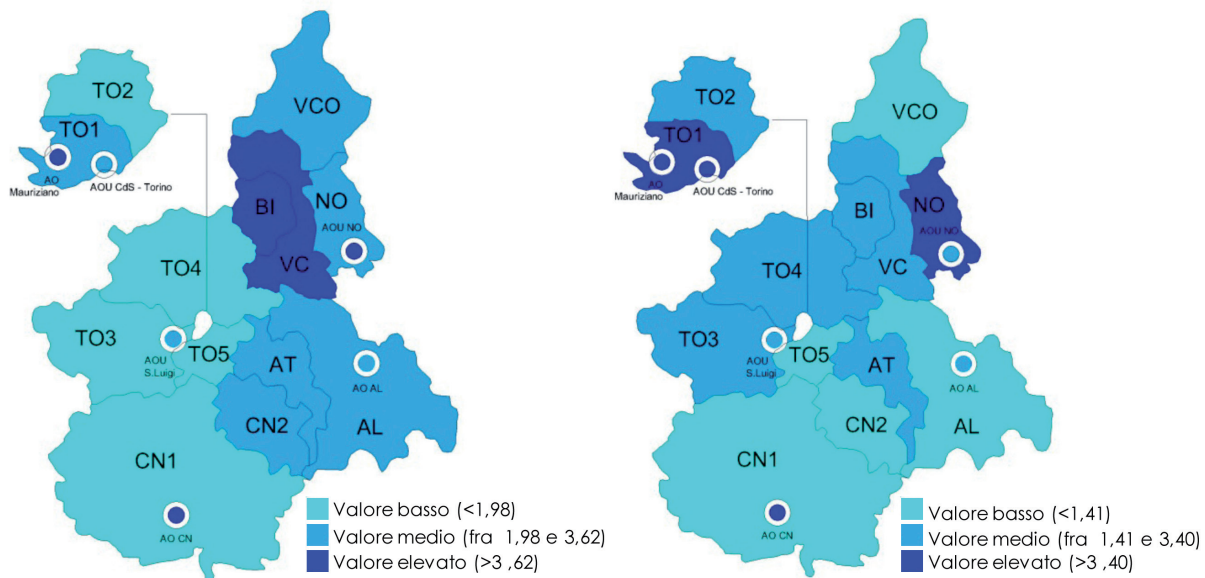 TO2
TO1
AO
Mauriziano
AOU CdS - Torino
VCO
BI
NO
AOU NO
VC
TO4
TO3
AOU
S.Luigi
TO5
AT
AO AL
CN2
AL
CN1
AO CN
Valore basso (<1,98)
Valore medio (fra 1,98 e 3,62)
Valore elevato (>3 ,62)
TO2
TO1
AO
Mauriziano
AOU CdS - Torino
VCO
BI
NO
AOU NO
VC
TO4
TO3
AOU
S.Luigi
TO5
AT
AO AL
CN2
AL
CN1
AO CN
Valore basso (<1,41)
Valore medio (fra 1,41 e 3,40)
Valore elevato (>3 ,40)